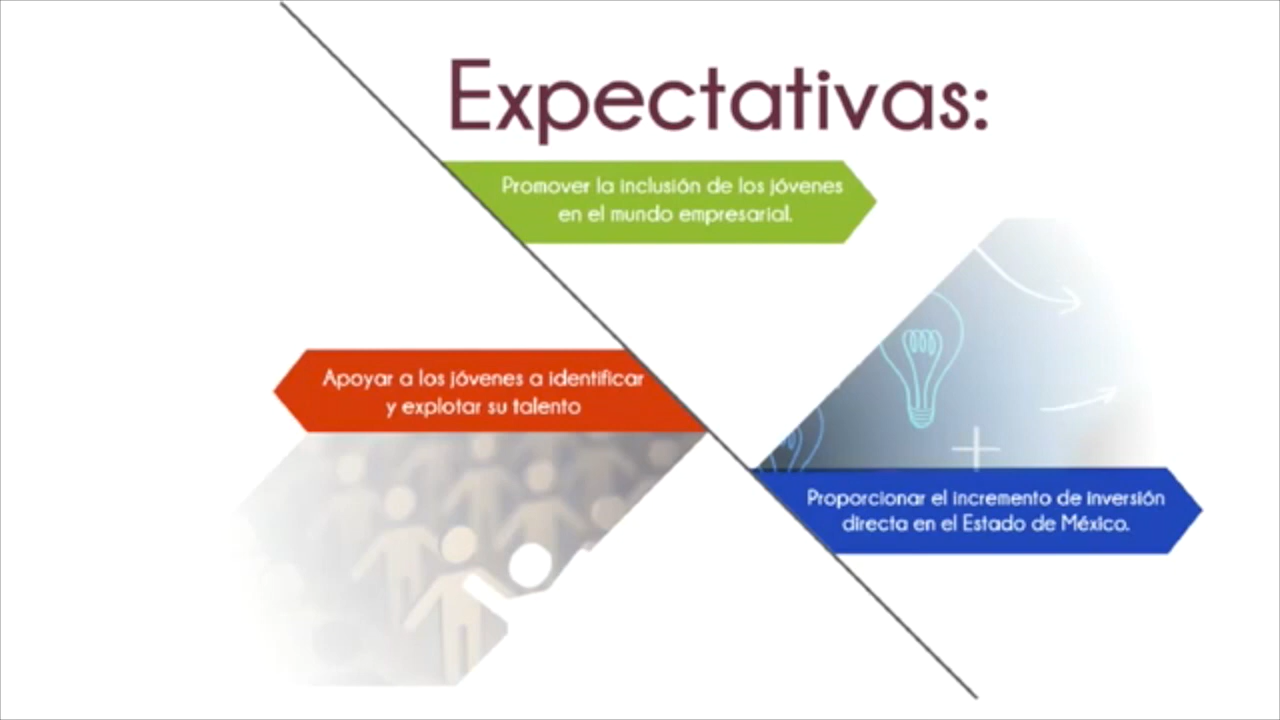 Expectativas:
Promover la inclusión de los jóvenes
en el mundo empresarial.
Apoyar a los jóvenes a identificar
y explotar su talento
Proporcionar el incremento de inversión
directa en el Estado de México.